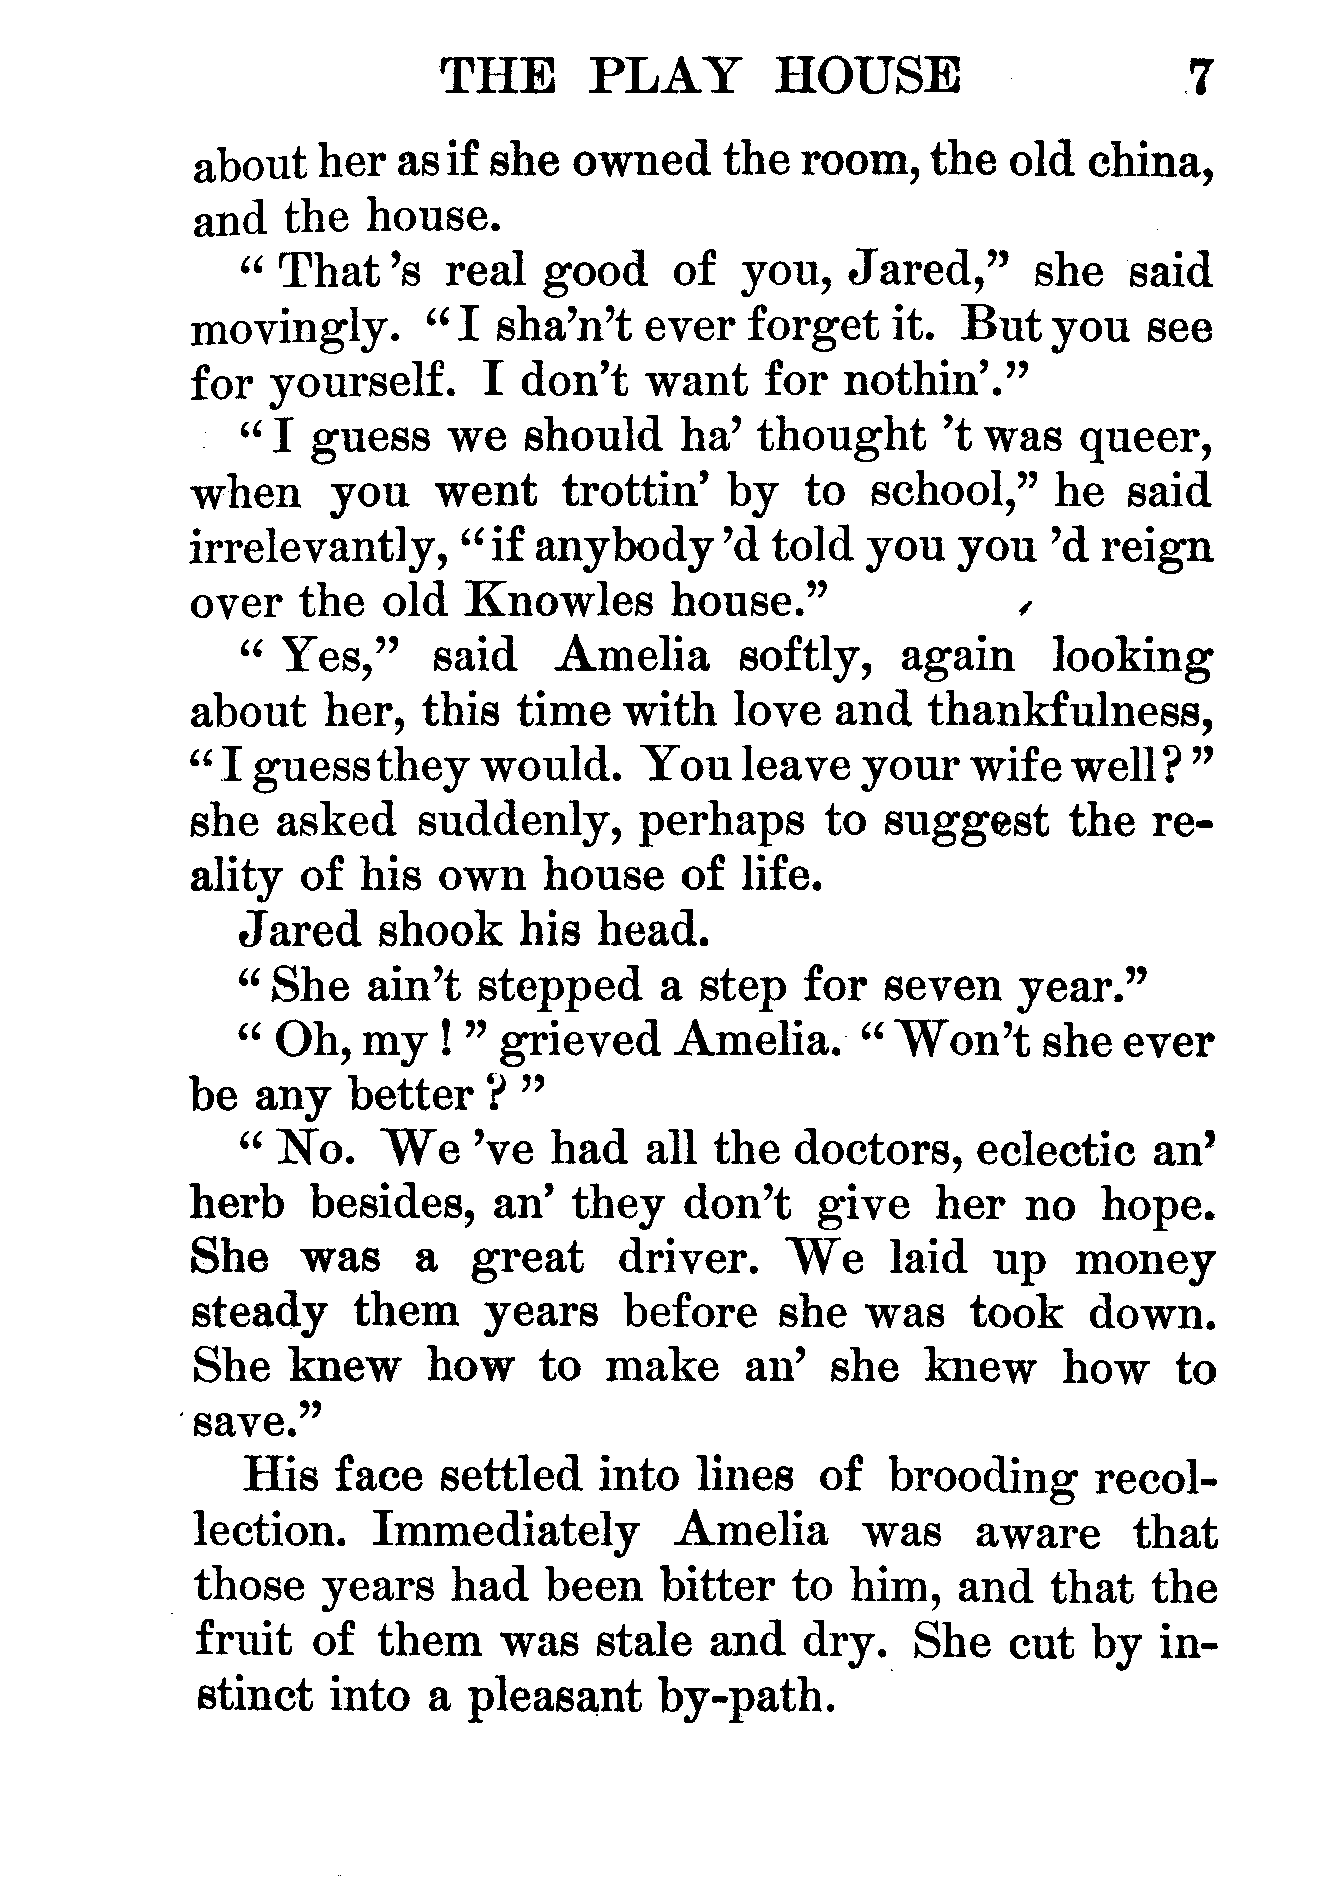 THE PLAY HOUSE 7
about her as if she owned the room, the old china,
and the house.
“ That 's real good of you, Jared,” she said
movingly. “ I sha'n't ever forget it. But you see
for yourself. I don't want for nothin'.”
“ I guess we should ha' thought 't was queer,
when you went trottin' by to school,” he said
irrelevantly, “ if anybody 'd told you you 'd reign
over the old Knowles house.”
“ Yes,” said Amelia softly, again looking
about her, this time with love and thankfulness,
“ I guess they would. You leave your wife well? ”
she asked suddenly, perhaps to suggest the re-
ality of his own house of life.
Jared shook his head.
“ She ain't stepped a step for seven year.”
“ Oh, my ! ” grieved Amelia. “ Won't she ever
be any better ? ”
“ No. We 've had all the doctors, eclectic an'
herb besides, an' they don't give her no hope.
She was a great driver. We laid up money
steady them years before she was took down.
She knew how to make an' she knew how to
save.”
His face settled into lines of brooding recol-
lection. Immediately Amelia was aware that
those years had been bitter to him, and that the
fruit of them was stale and dry. She cut by in-
stinct into a pleasant by-path.